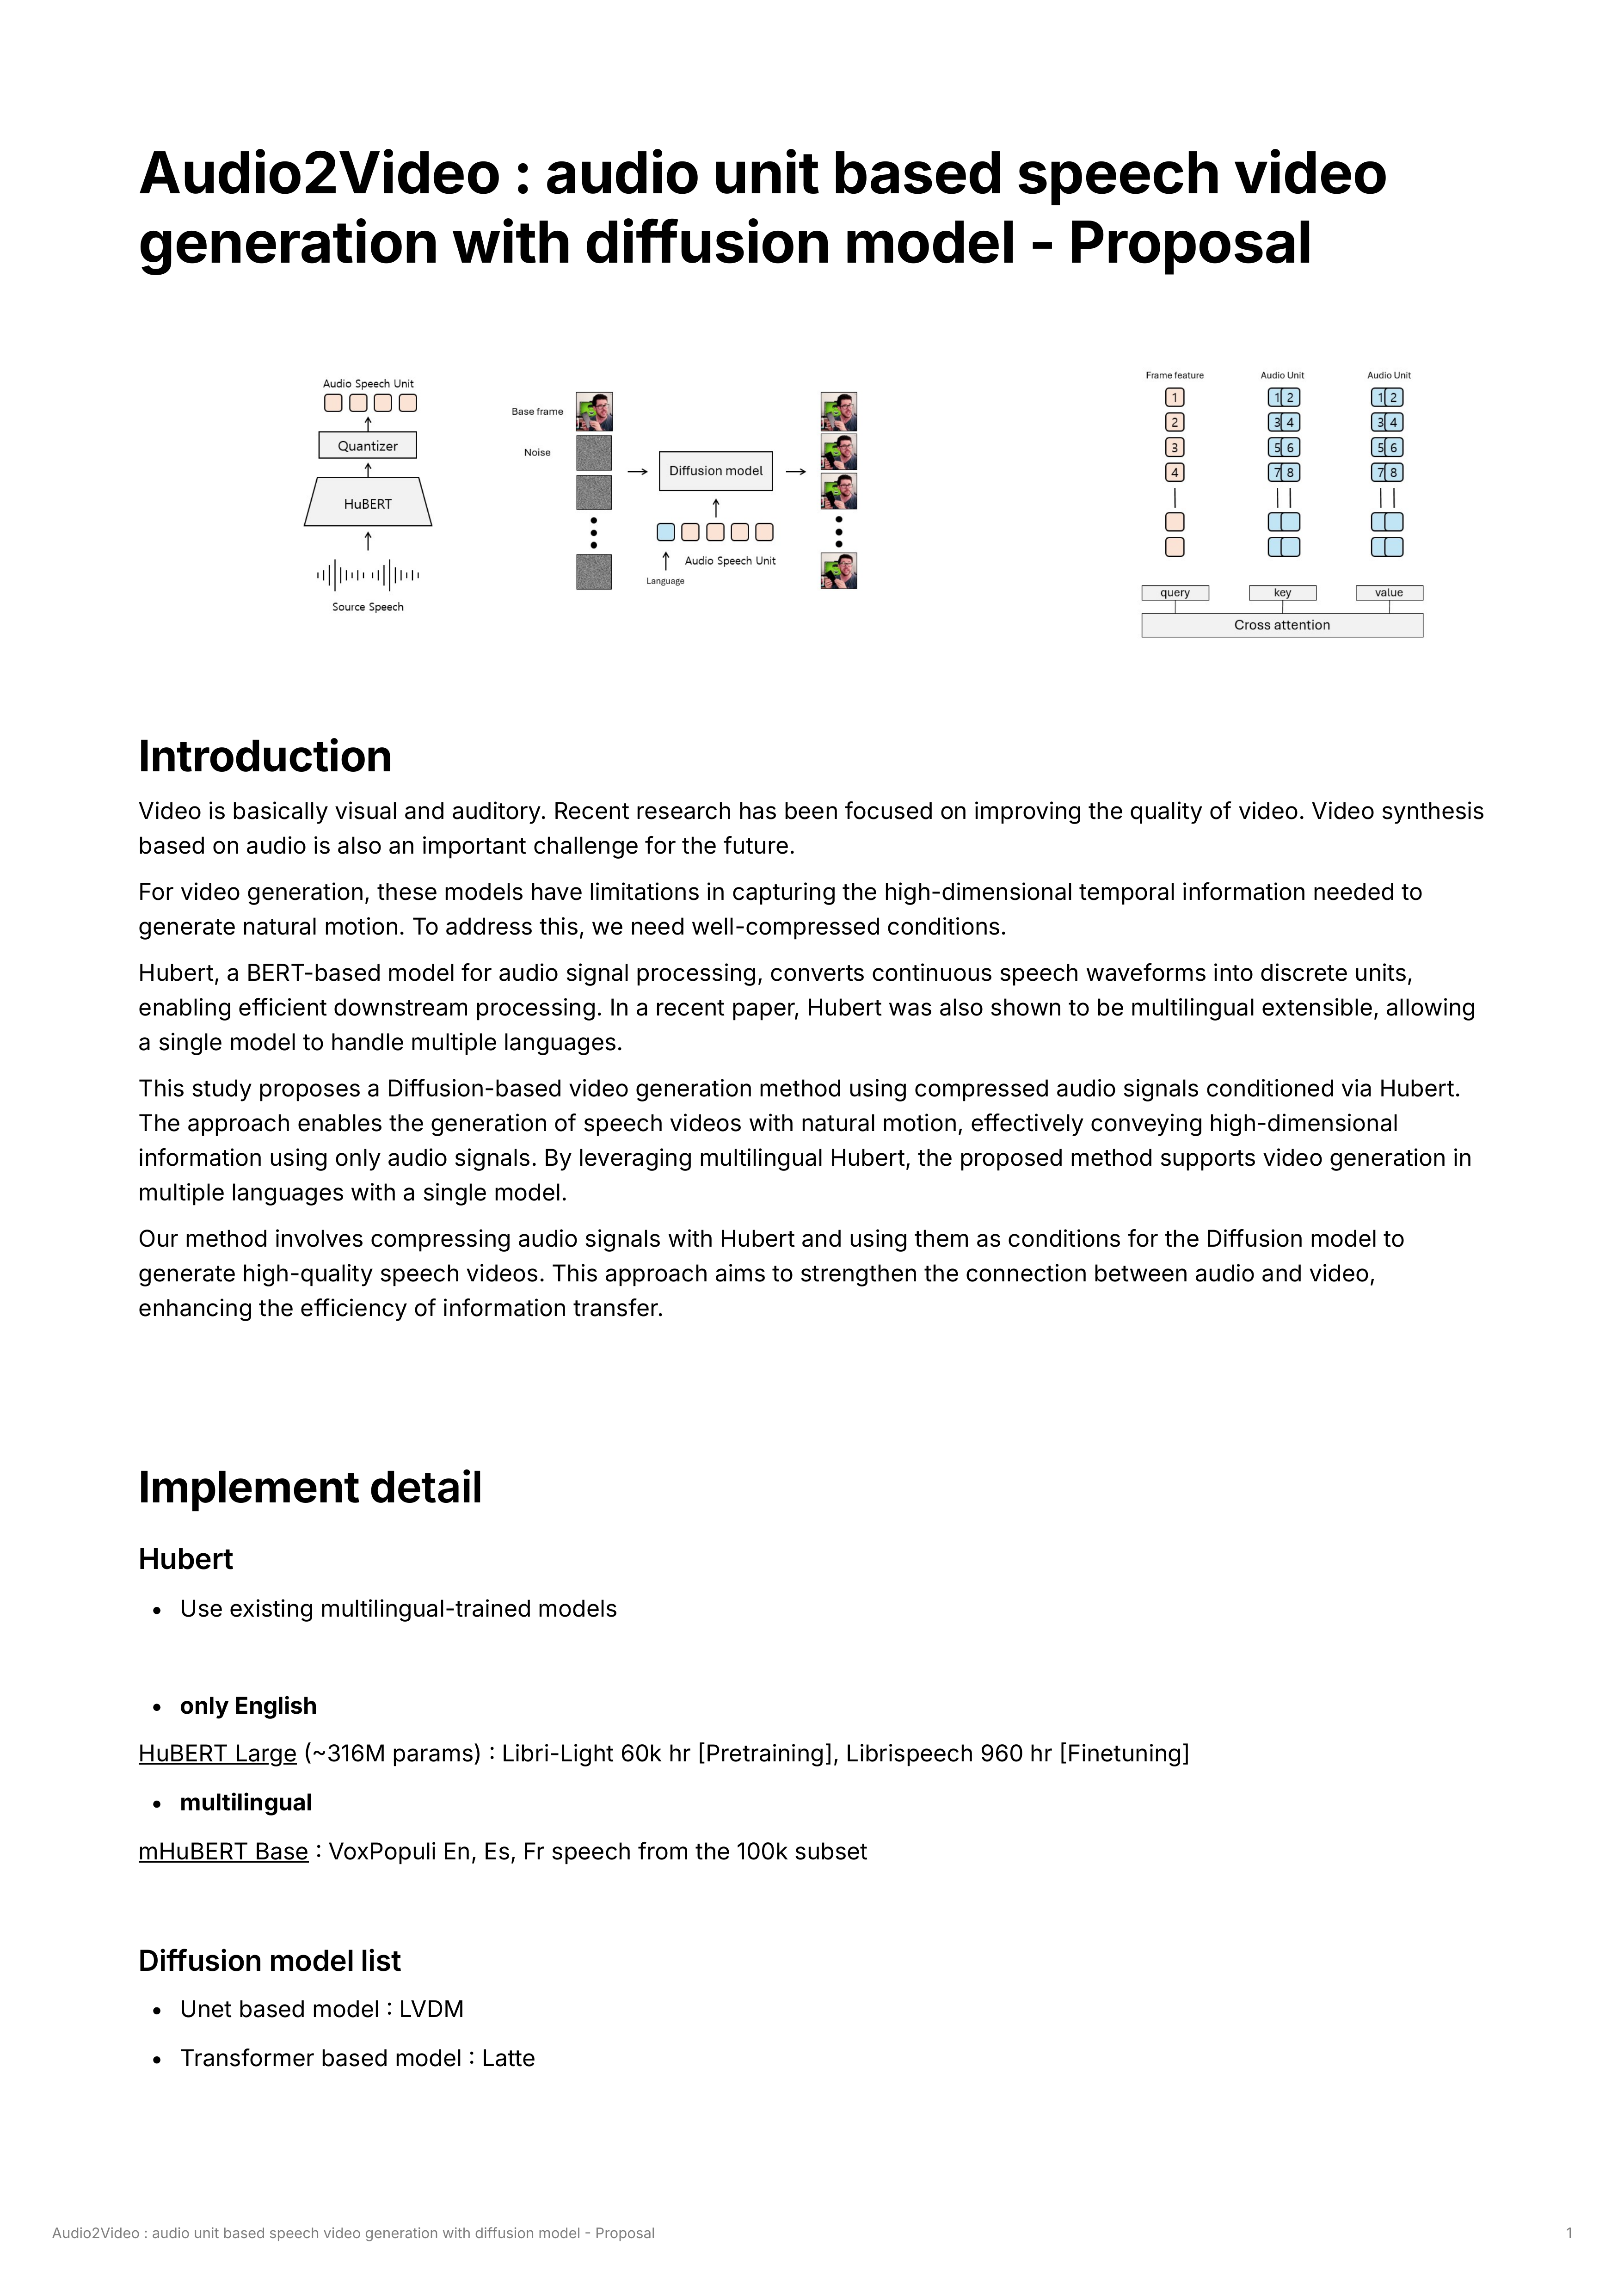 Audio2Video : audio unit based speech video
generation with diffusion model - Proposal
Audio Speech Unit
Quantizer
HuBERT
Source Speech
Base frame
Noise
Diffusion model
Audio Speech Unit
Language
Frame feature
Audio Unit
Audio Unit
1
1 2
1 2
2
3 4
3 4
3
5 6
5 6
4
7 8
7 8
query
key
value
Cross attention
Introduction
Video is basically visual and auditory. Recent research has been focused on improving the quality of video. Video synthesis
based on audio is also an important challenge for the future.
For video generation, these models have limitations in capturing the high-dimensional temporal information needed to
generate natural motion. To address this, we need well-compressed conditions.
Hubert, a BERT-based model for audio signal processing, converts continuous speech waveforms into discrete units,
enabling efficient downstream processing. In a recent paper, Hubert was also shown to be multilingual extensible, allowing
a single model to handle multiple languages.
This study proposes a Diffusion-based video generation method using compressed audio signals conditioned via Hubert.
The approach enables the generation of speech videos with natural motion, effectively conveying high-dimensional
information using only audio signals. By leveraging multilingual Hubert, the proposed method supports video generation in
multiple languages with a single model.
Our method involves compressing audio signals with Hubert and using them as conditions for the Diffusion model to
generate high-quality speech videos. This approach aims to strengthen the connection between audio and video,
enhancing the efficiency of information transfer.
Implement detail
Hubert
• Use existing multilingual-trained models
• only English
HuBERT Large (~316M params) : Libri-Light 60k hr [Pretraining], Librispeech 960 hr [Finetuning]
• multilingual
mHuBERT Base : VoxPopuli En, Es, Fr speech from the 100k subset
Diffusion model list
• Unet based model : LVDM
• Transformer based model : Latte
Audio2Video : audio unit based speech video generation with diffusion model - Proposal
1